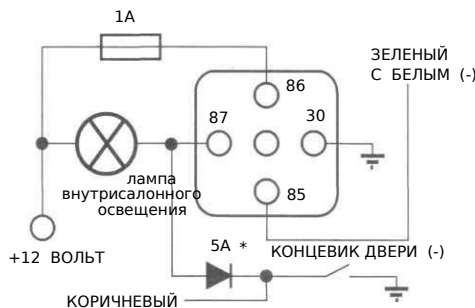 1А
ЗЕЛЕНЫЙ
С БЕЛЫМ (-)
86
87
30
лампа
внутрисалонного
освещения
85
+12 ВОЛЬТ
5А *
КОНЦЕВИК ДВЕРИ (-)
КОРИЧНЕВЫЙ